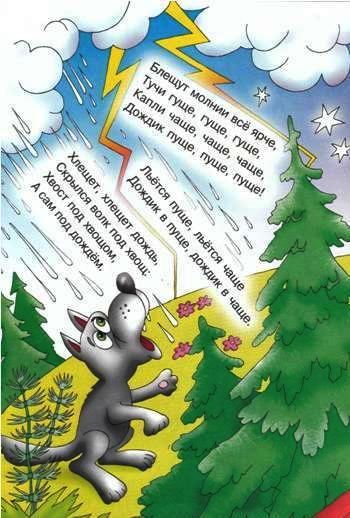 Блещут молнии всё ярче,
Тучи гуще, гуще, гуще,
Капли чаще, чаще, чаще,
Дождик пуще, пуще, пуще!
Льётся пуще, льётся чаще
Дождик в пуще, дождик в чаще.
Хлещет, хлещет дождь,
Скрылся волк под хвощ:
Хвост под хвощом,
А сам под дождём.